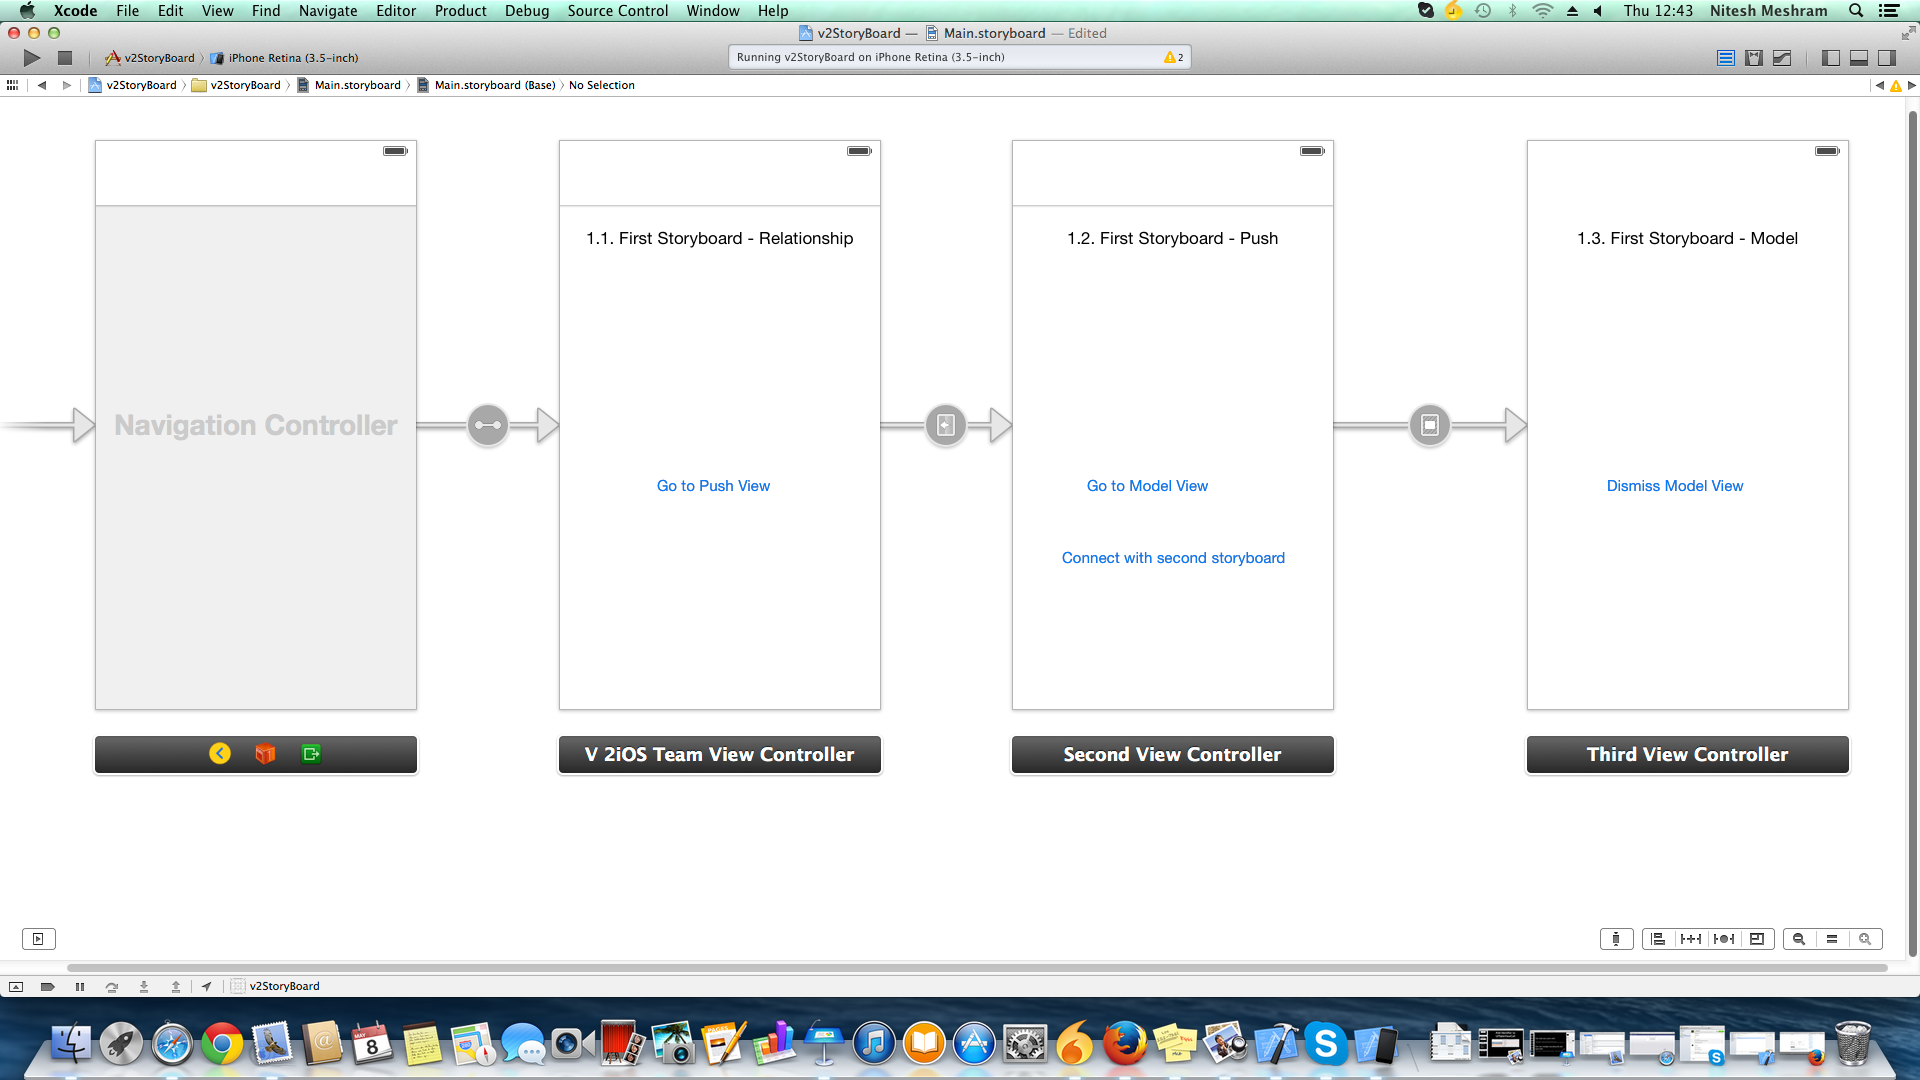 Xcode File Edit View Find Navigate Editor Product Debug Source Control Window Help Thu 12:43 Nitesh Meshram
v2StoryBoard — Main.storyboard — Edited
v2StoryBoard iPhone Retina (3.5-inch) Running v2StoryBoard on iPhone Retina (3.5-inch) 2
v2StoryBoard v2StoryBoard Main.storyboard Main.storyboard (Base) No Selection
1.1. First Storyboard - Relationship
1.2. First Storyboard - Push
1.3. First Storyboard - Model
Navigation Controller
Go to Push View
Go to Model View
Dismiss Model View
Connect with second storyboard
V 2iOS Team View Controller
Second View Controller
Third View Controller
v2StoryBoard
MAY
8
PAGES